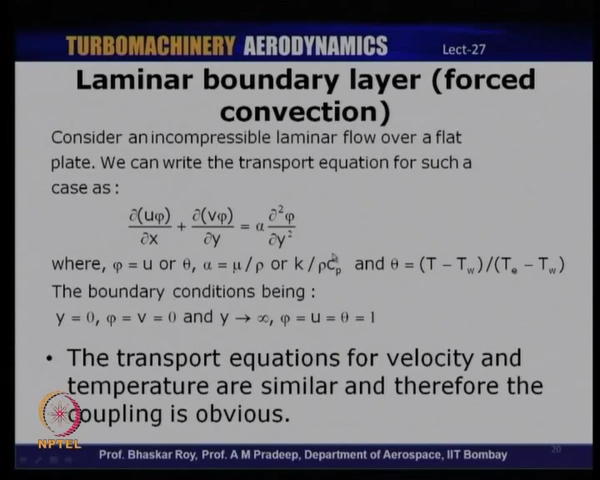 TURBOMACHINERY AERODYNAMICS Lect-27
Laminar boundary layer (forced
convection)
Consider an incompressible laminar flow over a flat
plate. We can write the transport equation for such a
case as :
∂(uφ)/∂x + ∂(vφ)/∂y = α ∂²φ/∂y²
where, φ = u or θ, α = μ/ρ or k/ρcₚ and θ = (T − T_w)/(T_e − T_w)
The boundary conditions being :
y = 0, φ = v = 0 and y → ∞, φ = u = θ = 1
• The transport equations for velocity and
temperature are similar and therefore the
coupling is obvious.
NPTEL
Prof. Bhaskar Roy, Prof. A M Pradeep, Department of Aerospace, IIT Bombay
20